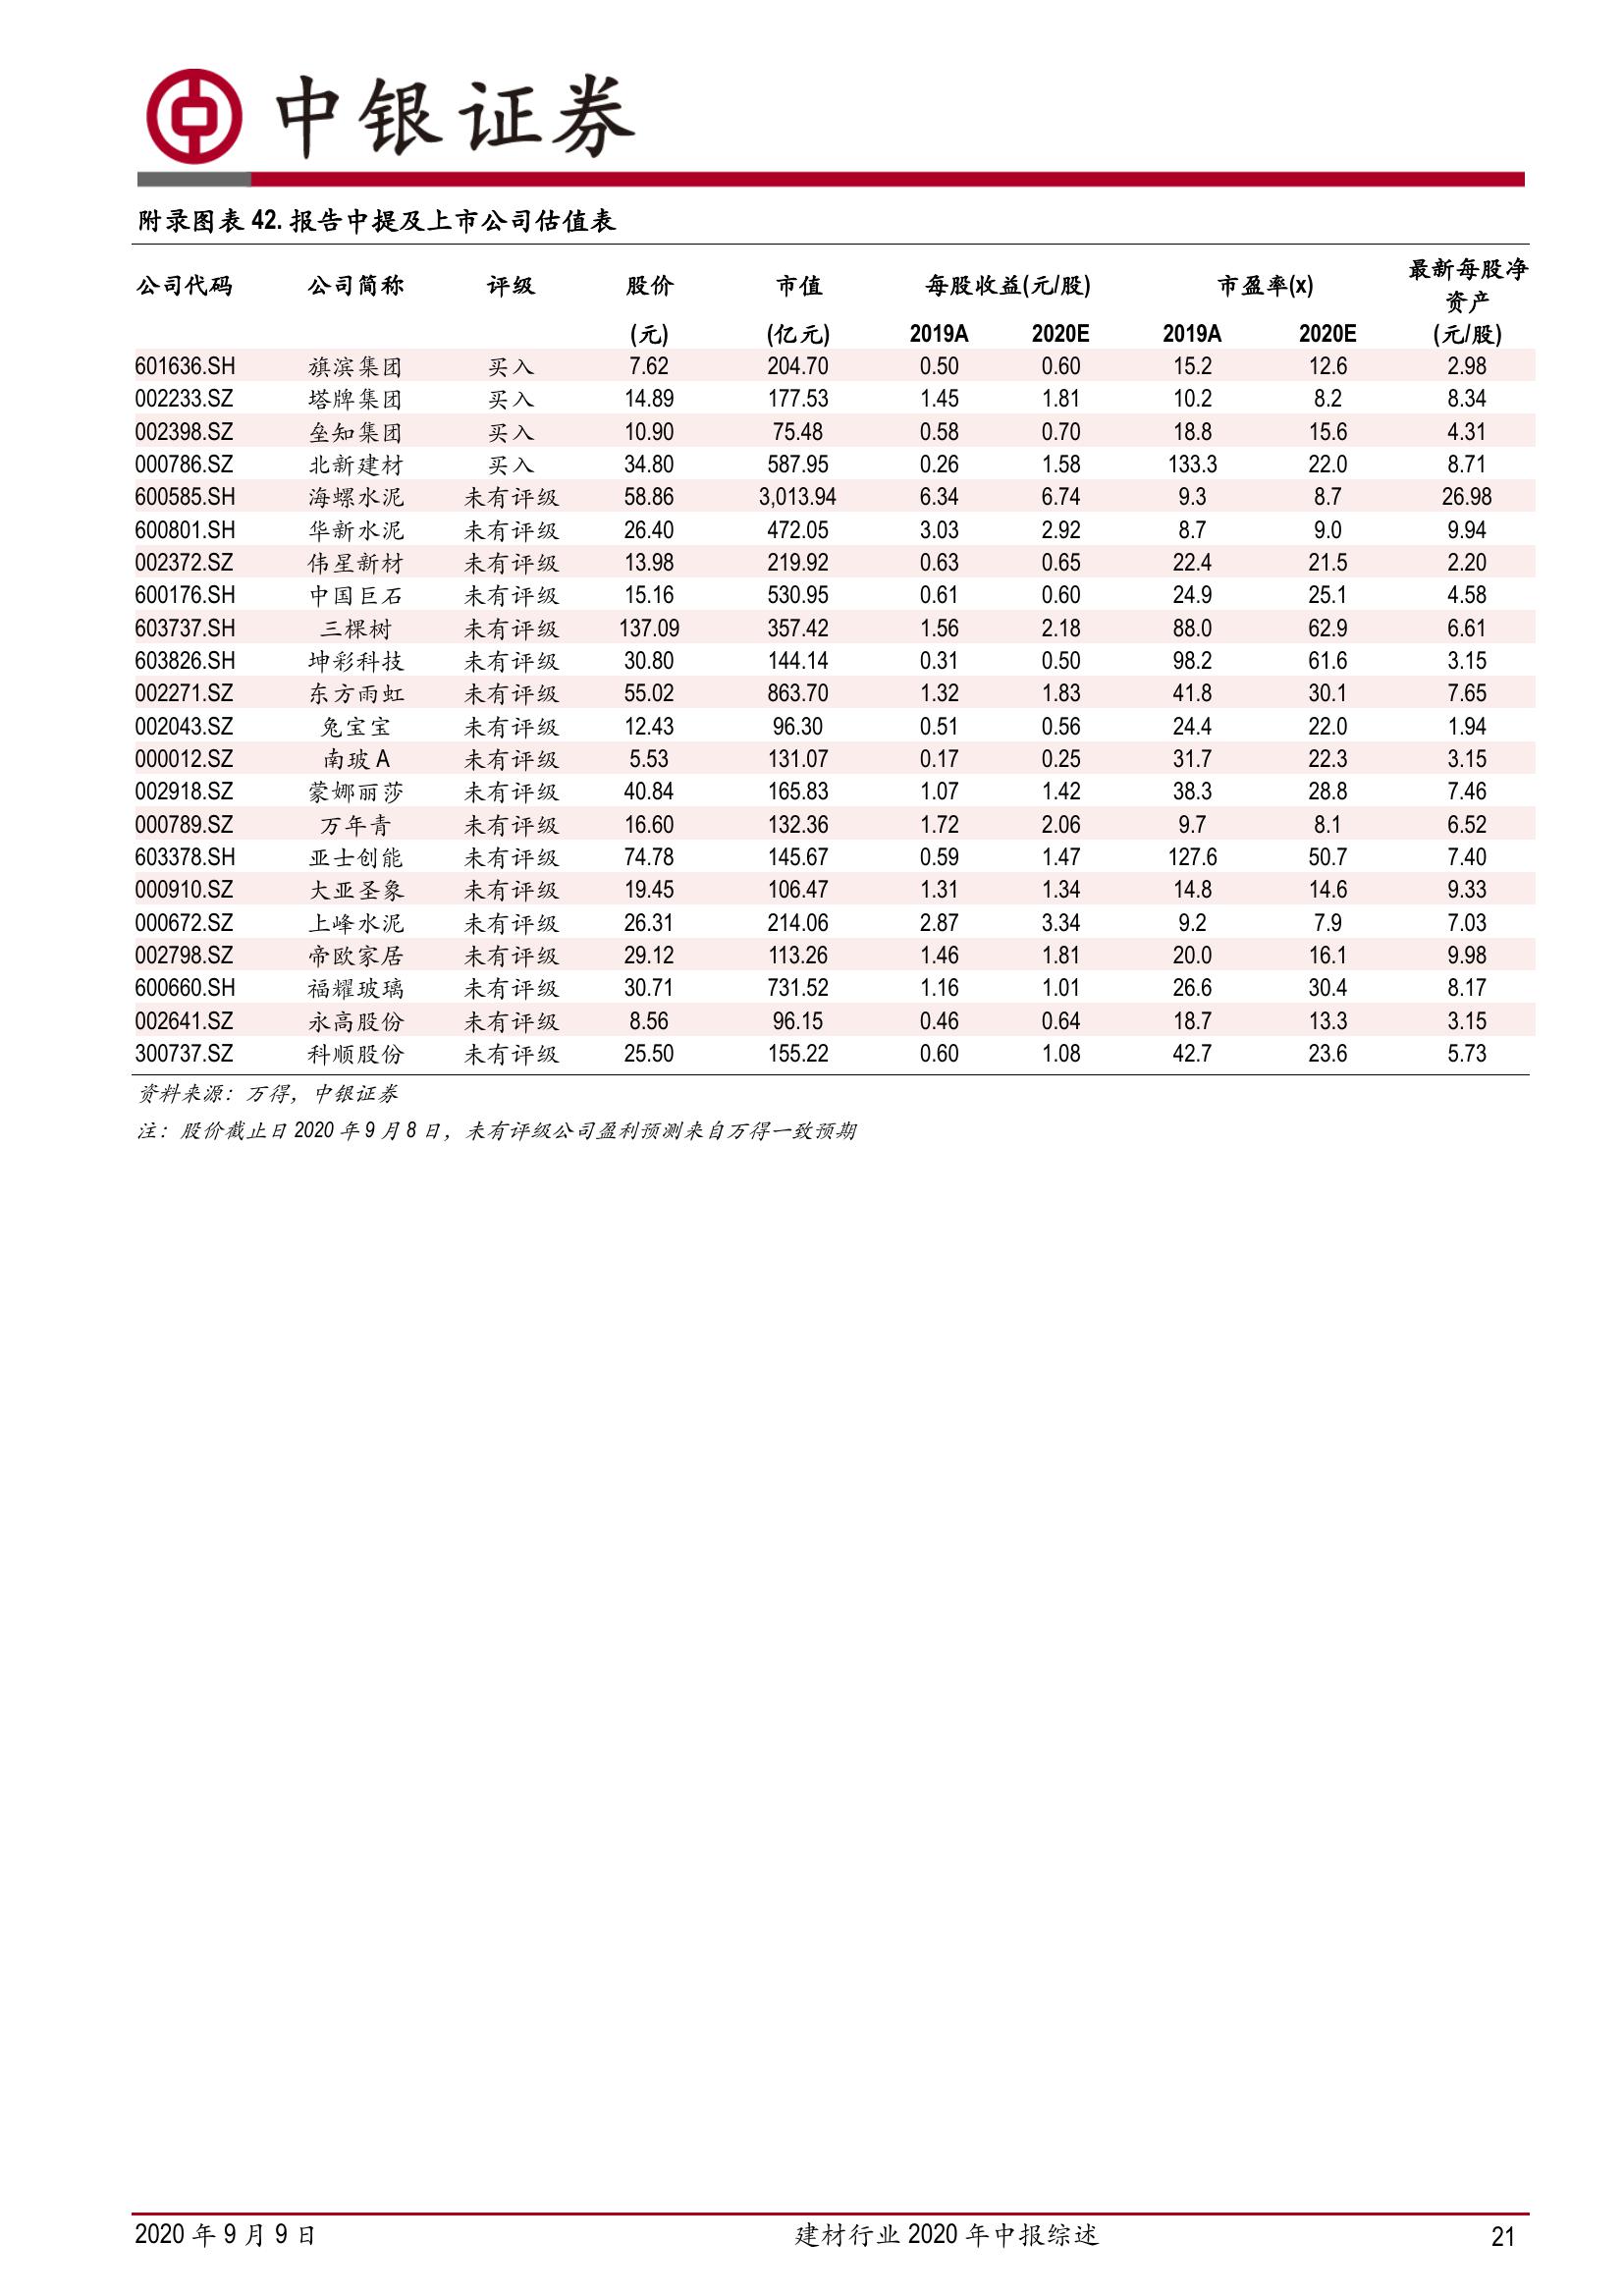 中银证券
附录图表 42. 报告中提及上市公司估值表
公司代码 公司简称 评级 股价 市值 每股收益(元/股) 市盈率(x) 最新每股净
资产
(元) (亿元) 2019A 2020E 2019A 2020E (元/股)
601636.SH 旗滨集团 买入 7.62 204.70 0.50 0.60 15.2 12.6 2.98
002233.SZ 塔牌集团 买入 14.89 177.53 1.45 1.81 10.2 8.2 8.34
002398.SZ 垒知集团 买入 10.90 75.48 0.58 0.70 18.8 15.6 4.31
000786.SZ 北新建材 买入 34.80 587.95 0.26 1.58 133.3 22.0 8.71
600585.SH 海螺水泥 未有评级 58.86 3,013.94 6.34 6.74 9.3 8.7 26.98
600801.SH 华新水泥 未有评级 26.40 472.05 3.03 2.92 8.7 9.0 9.94
002372.SZ 伟星新材 未有评级 13.98 219.92 0.63 0.65 22.4 21.5 2.20
600176.SH 中国巨石 未有评级 15.16 530.95 0.61 0.60 24.9 25.1 4.58
603737.SH 三棵树 未有评级 137.09 357.42 1.56 2.18 88.0 62.9 6.61
603826.SH 坤彩科技 未有评级 30.80 144.14 0.31 0.50 98.2 61.6 3.15
002271.SZ 东方雨虹 未有评级 55.02 863.70 1.32 1.83 41.8 30.1 7.65
002043.SZ 兔宝宝 未有评级 12.43 96.30 0.51 0.56 24.4 22.0 1.94
000012.SZ 南玻 A 未有评级 5.53 131.07 0.17 0.25 31.7 22.3 3.15
002918.SZ 蒙娜丽莎 未有评级 40.84 165.83 1.07 1.42 38.3 28.8 7.46
000789.SZ 万年青 未有评级 16.60 132.36 1.72 2.06 9.7 8.1 6.52
603378.SH 亚士创能 未有评级 74.78 145.67 0.59 1.47 127.6 50.7 7.40
000910.SZ 大亚圣象 未有评级 19.45 106.47 1.31 1.34 14.8 14.6 9.33
000672.SZ 上峰水泥 未有评级 26.31 214.06 2.87 3.34 9.2 7.9 7.03
002798.SZ 帝欧家居 未有评级 29.12 113.26 1.46 1.81 20.0 16.1 9.98
600660.SH 福耀玻璃 未有评级 30.71 731.52 1.16 1.01 26.6 30.4 8.17
002641.SZ 永高股份 未有评级 8.56 96.15 0.46 0.64 18.7 13.3 3.15
300737.SZ 科顺股份 未有评级 25.50 155.22 0.60 1.08 42.7 23.6 5.73
资料来源：万得，中银证券
注：股价截止日 2020 年 9 月 8 日，未有评级公司盈利预测来自万得一致预期
2020 年 9 月 9 日 建材行业 2020 年中报综述 21